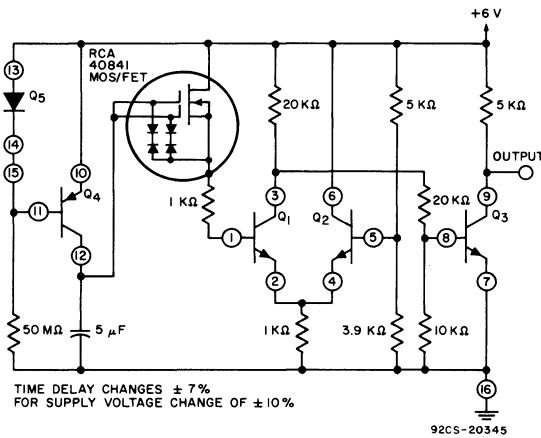 +6 V
RCA
40841
MOS/FET
13
Q5
14
15
10
Q4
11
12
20 KΩ
5 KΩ
5 KΩ
OUTPUT
1 KΩ
3
6
20 KΩ
9
Q1
Q2
Q3
1
5
8
2
4
7
50 MΩ
5 µF
1 KΩ
3.9 KΩ
10 KΩ
16
TIME DELAY CHANGES ± 7%
FOR SUPPLY VOLTAGE CHANGE OF ± 10%
92CS-20345